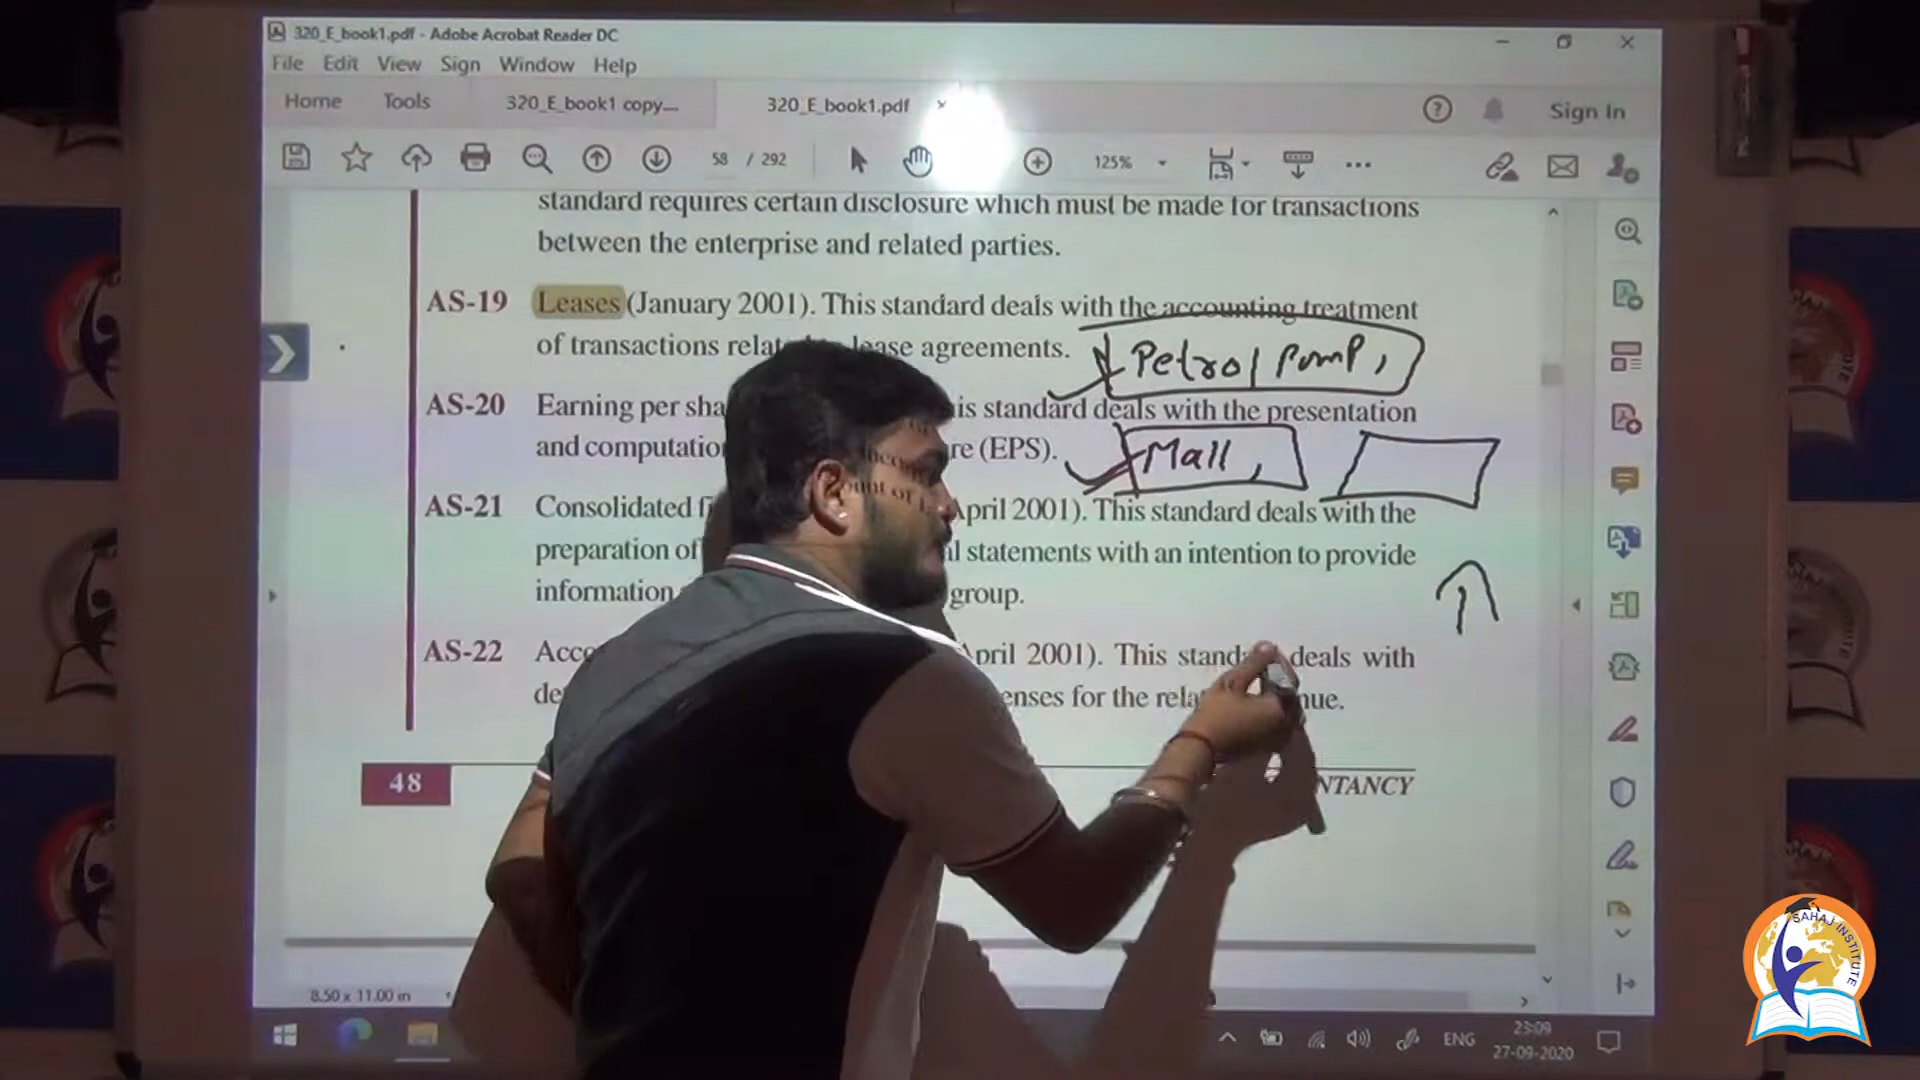 320_E_book1.pdf - Adobe Acrobat Reader DC
File Edit View Sign Window Help
Home Tools 320_E_book1 copy... 320_E_book1.pdf × Sign In
58 / 292 125%
standard requires certain disclosure which must be made for transactions
between the enterprise and related parties.
AS-19 Leases (January 2001). This standard deals with the accounting treatment
of transactions relat lease agreements.
Petrol Pump,
AS-20 Earning per sha is standard deals with the presentation
and computatio re (EPS).
Mall,
AS-21 Consolidated f April 2001). This standard deals with the
preparation of al statements with an intention to provide
information group.
AS-22 Acco April 2001). This standa deals with
de enses for the rela nue.
48 NTANCY
8.50 x 11.00 in
ENG 23:09
27-09-2020
SAHAJ INSTITUTE